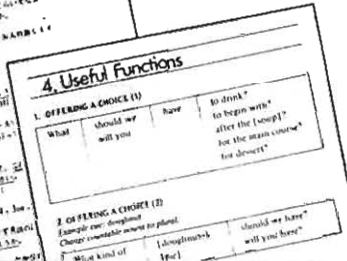 4. Useful Functions
1. OFFERING A CHOICE (1)
What should we have to drink?
will you to begin with?
after the [soup]?
for the main course?
for dessert?
2. OFFERING A CHOICE (2)
Example cue: doughnut
Change countable nouns to plural.
What kind of [doughnuts] should we have?
[pie] will you have?